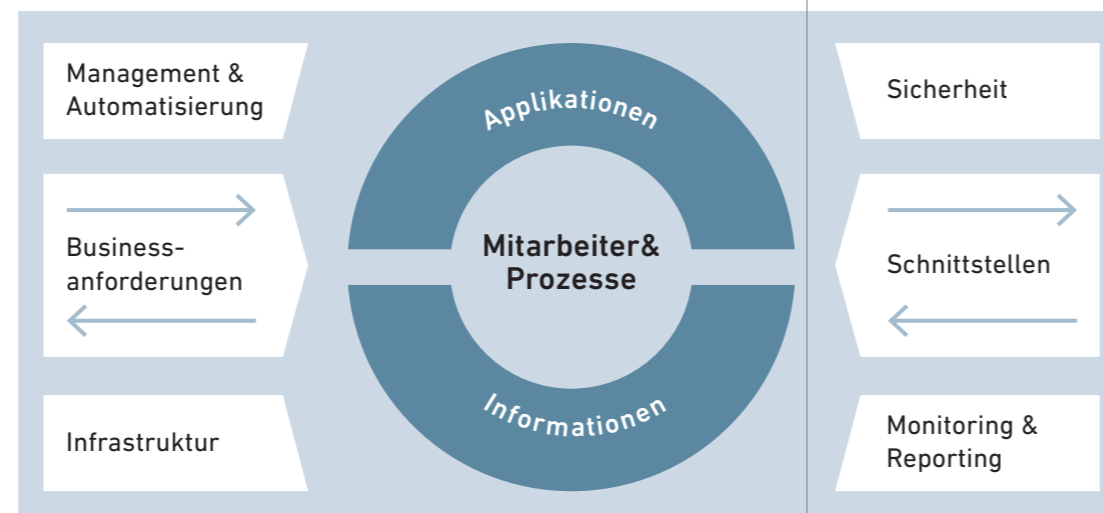 Management &
Automatisierung
Business-
anforderungen
Infrastruktur
Applikationen
Mitarbeiter&
Prozesse
Informationen
Sicherheit
Schnittstellen
Monitoring &
Reporting